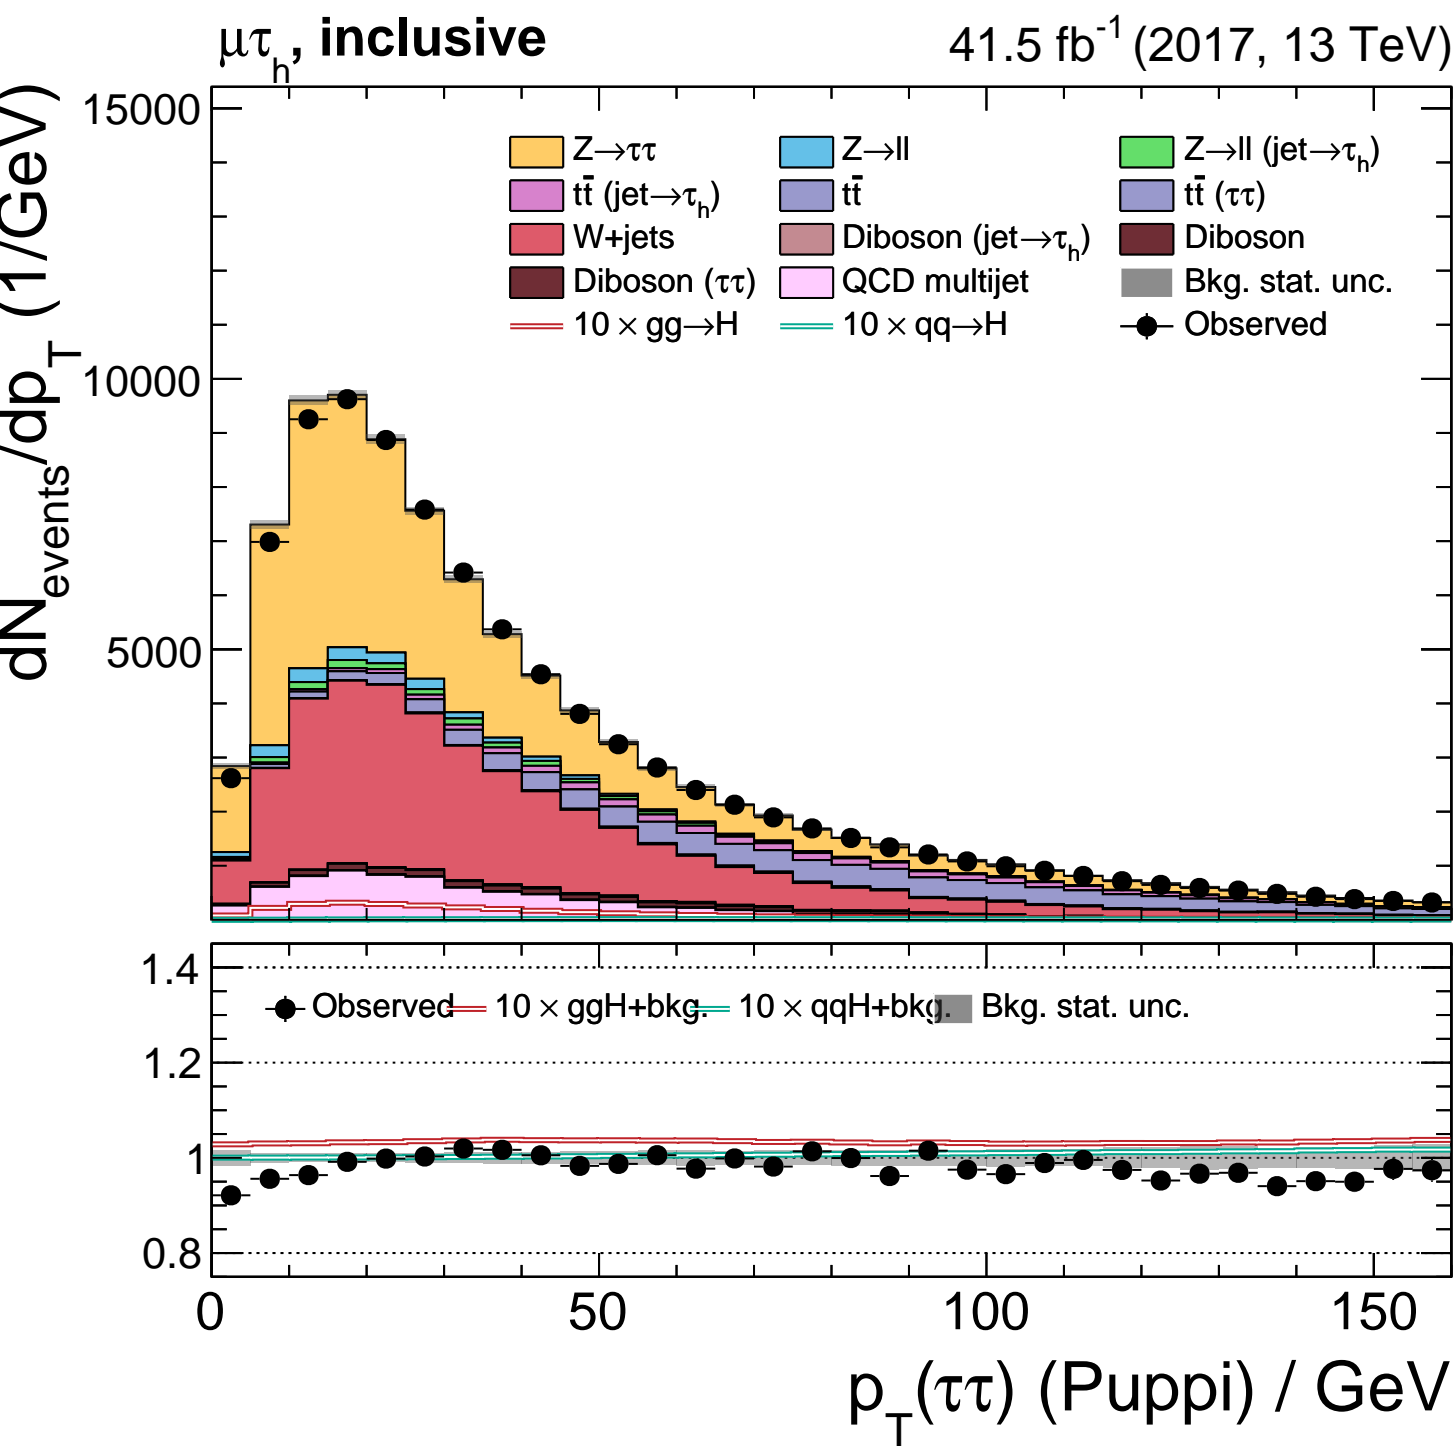 μτh, inclusive
41.5 fb-1 (2017, 13 TeV)
dNevents/dpT (1/GeV)
15000
10000
5000
Z→ττ
Z→ll
Z→ll (jet→τh)
tt̄ (jet→τh)
tt̄
tt̄ (ττ)
W+jets
Diboson (jet→τh)
Diboson
Diboson (ττ)
QCD multijet
Bkg. stat. unc.
10 × gg→H
10 × qq→H
Observed
1.4
1.2
1
0.8
Observed
10 × ggH+bkg.
10 × qqH+bkg.
Bkg. stat. unc.
0
50
100
150
pT(ττ) (Puppi) / GeV